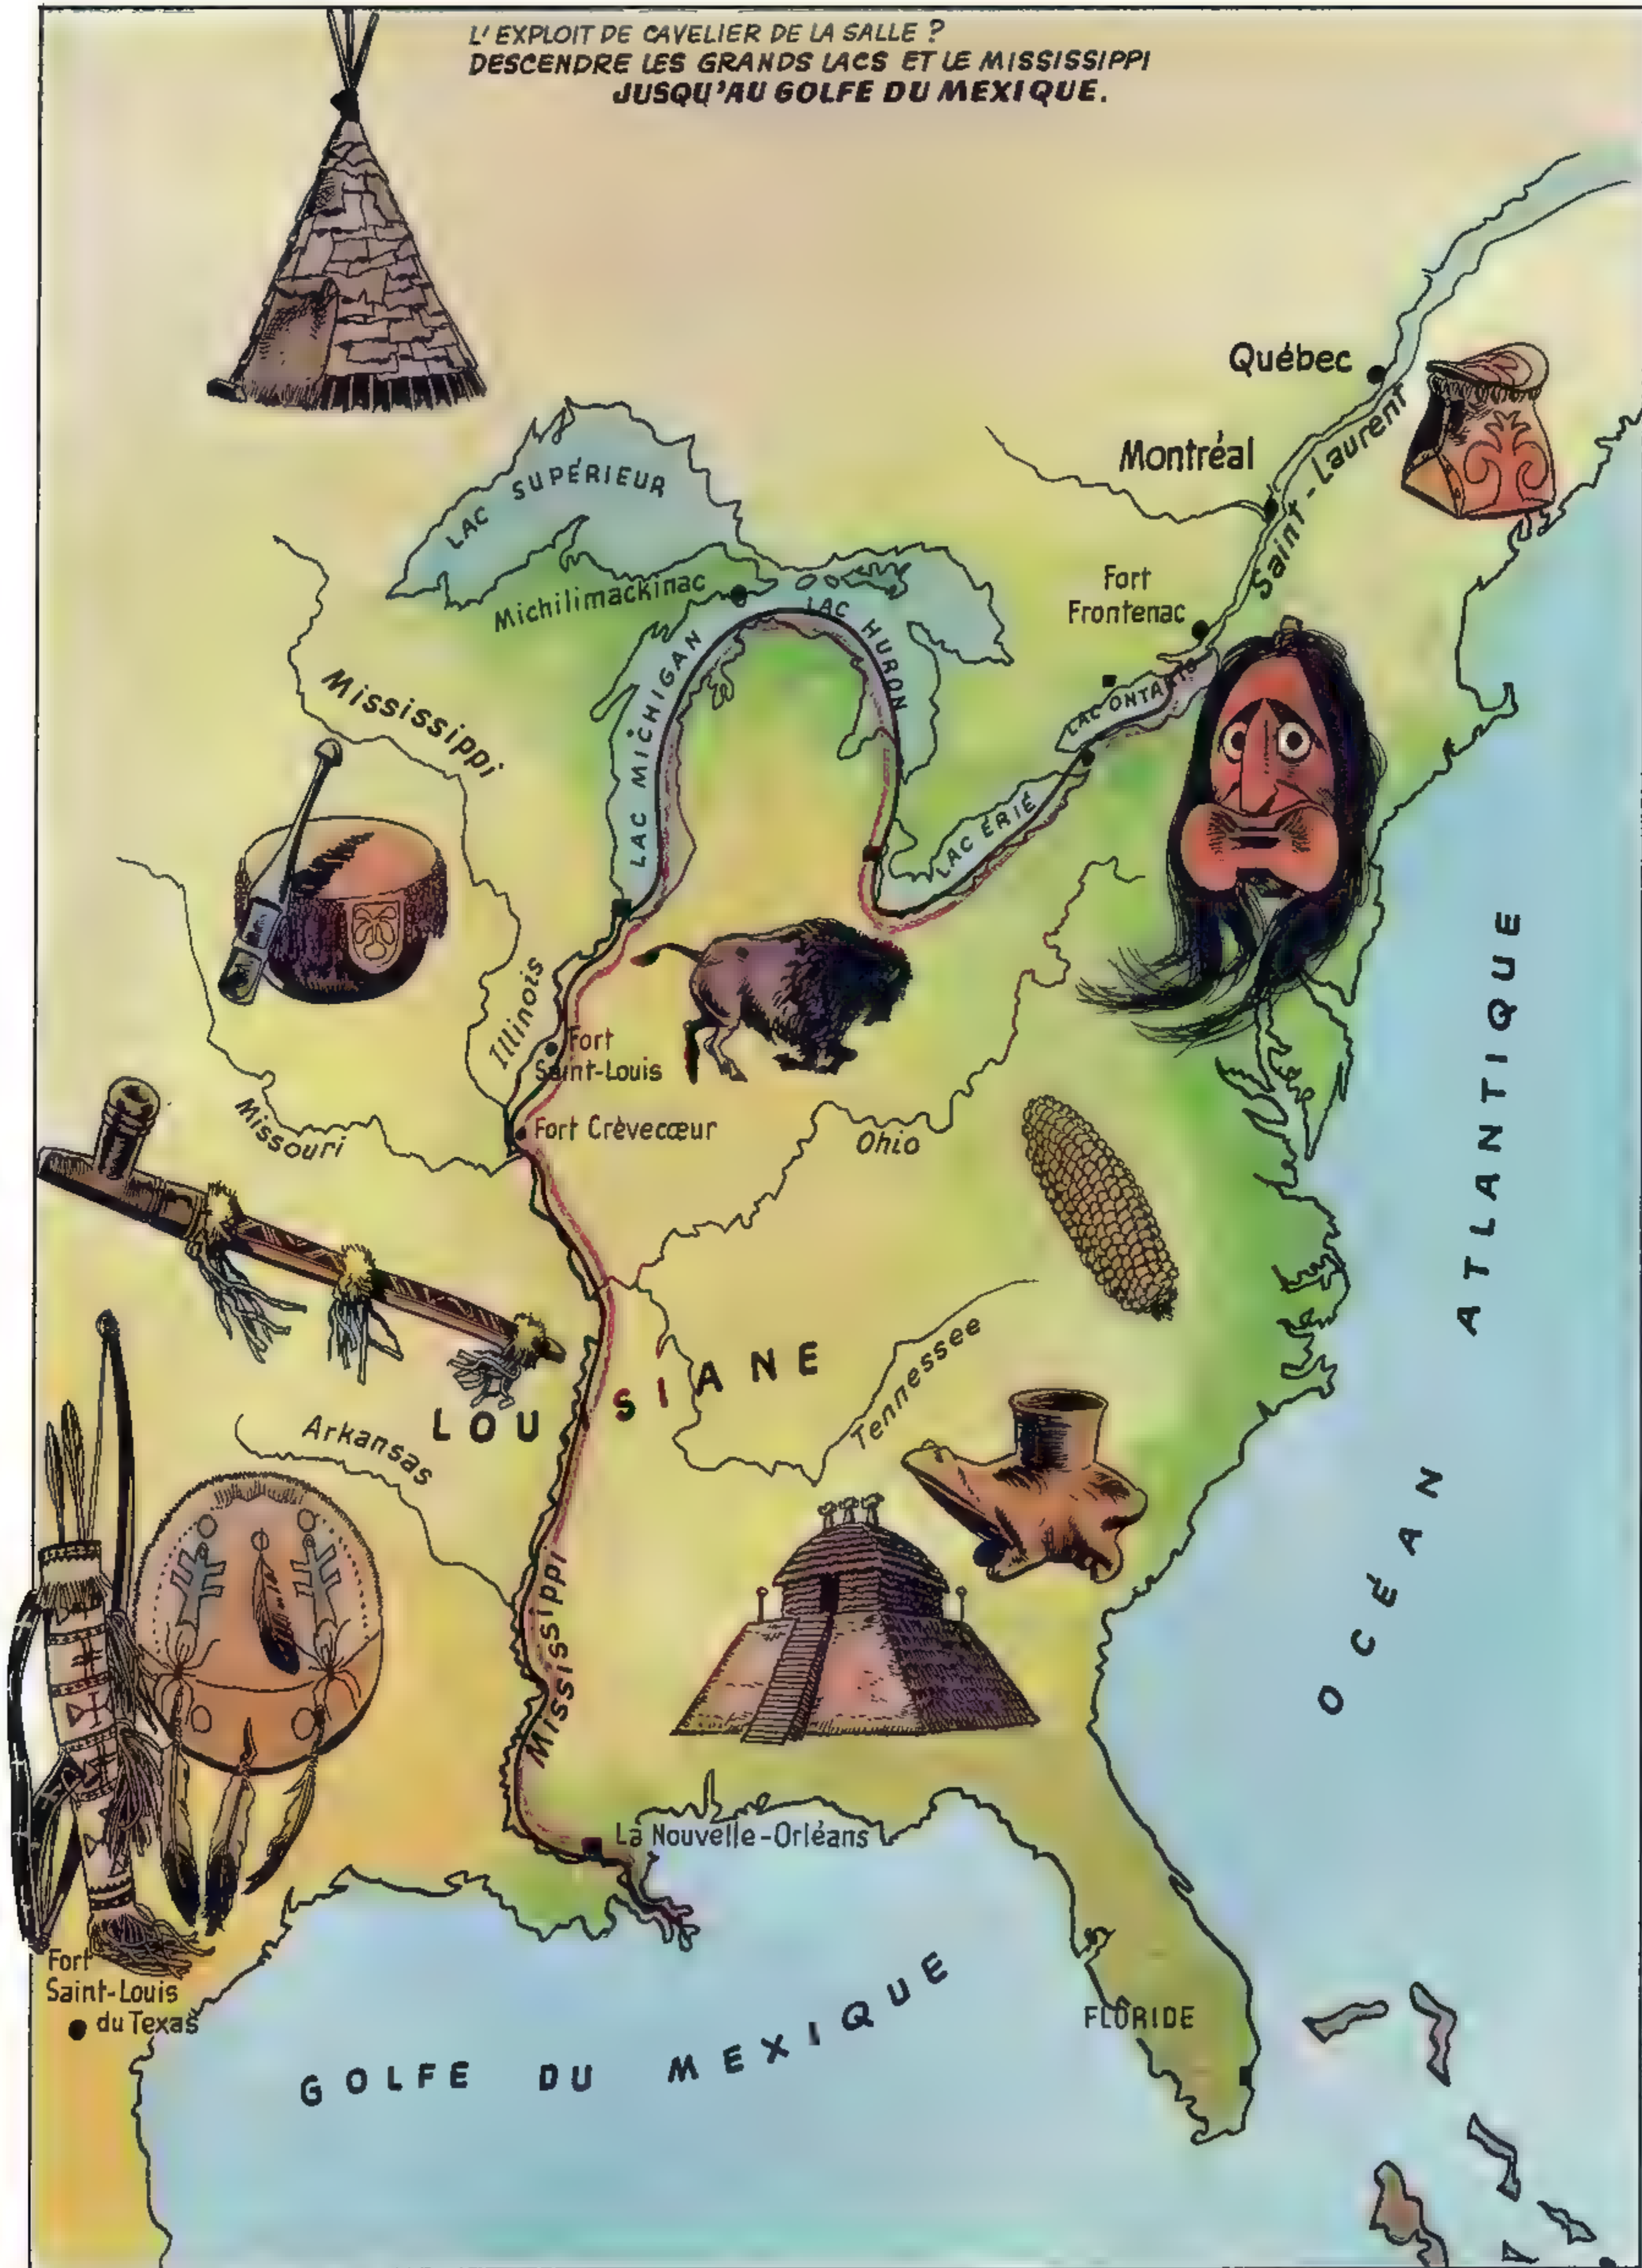 L'EXPLOIT DE CAVELIER DE LA SALLE ?
DESCENDRE LES GRANDS LACS ET LE MISSISSIPPI
JUSQU'AU GOLFE DU MEXIQUE.
Québec
Montréal
Saint-Laurent
LAC SUPÉRIEUR
Michilimackinac
Fort
Frontenac
LAC HURON
LAC MICHIGAN
LAC ONTARIO
LAC ÉRIÉ
Mississippi
Illinois
Fort
Saint-Louis
Fort Crèvecœur
Missouri
Ohio
LOUISIANE
Tennessee
Arkansas
Mississippi
OCÉAN ATLANTIQUE
La Nouvelle-Orléans
Fort
Saint-Louis
du Texas
FLORIDE
GOLFE DU MEXIQUE